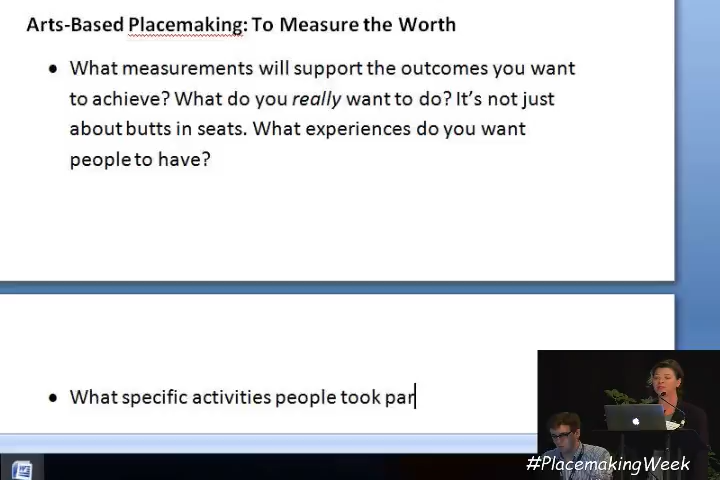 Arts-Based Placemaking: To Measure the Worth
• What measurements will support the outcomes you want
to achieve? What do you really want to do? It's not just
about butts in seats. What experiences do you want
people to have?
• What specific activities people took par
#PlacemakingWeek